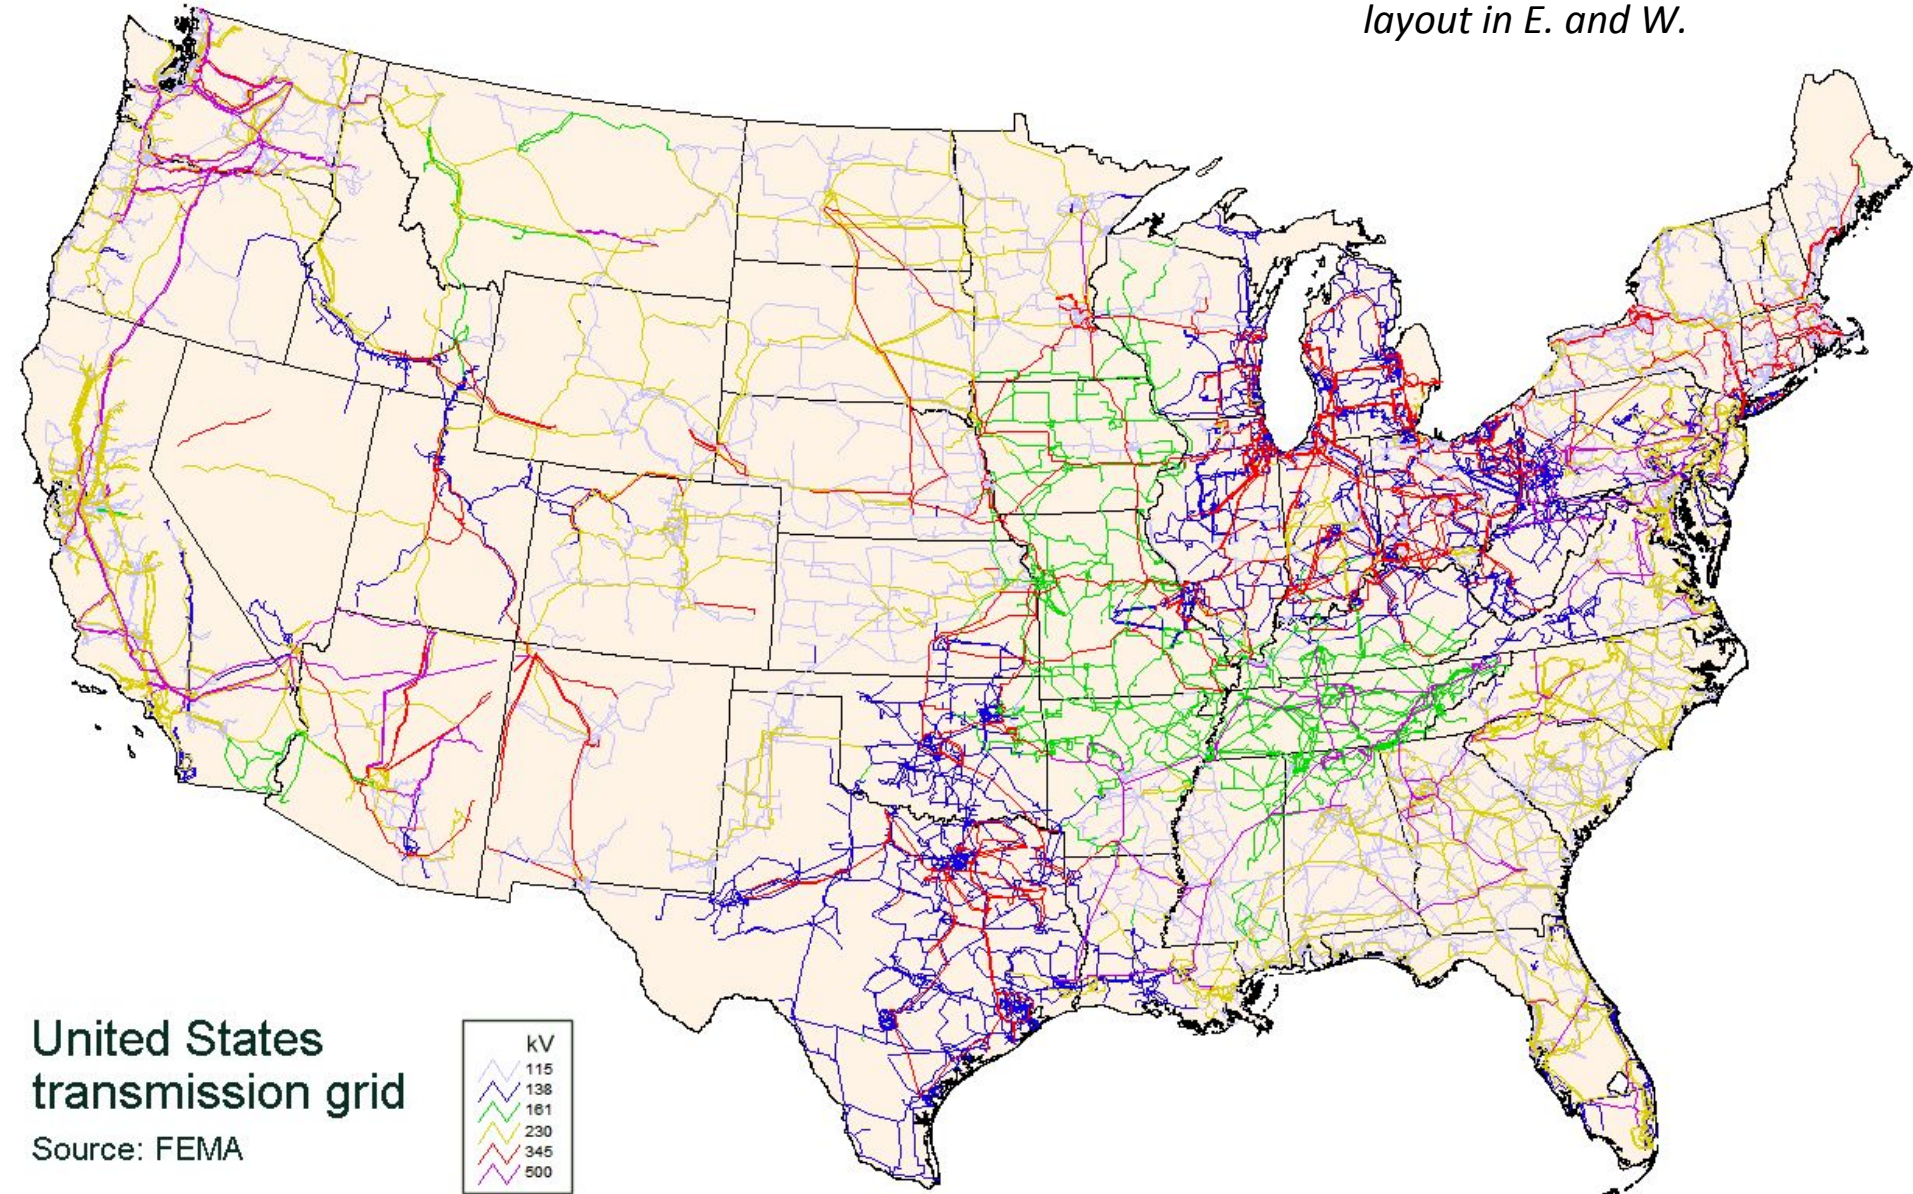 layout in E. and W.
United States
transmission grid
Source: FEMA
kV
115
138
161
230
345
500